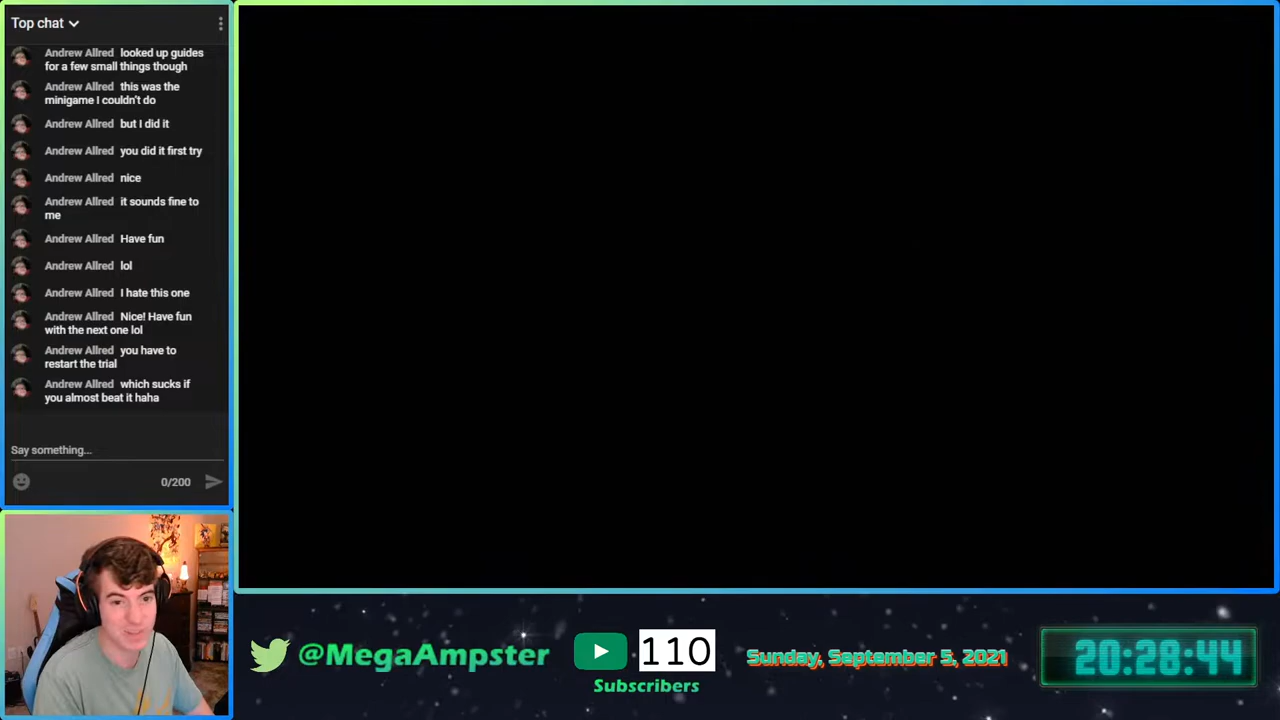 Top chat
Andrew Allred looked up guides
for a few small things though
Andrew Allred this was the
minigame I couldn't do
Andrew Allred but I did it
Andrew Allred you did it first try
Andrew Allred nice
Andrew Allred it sounds fine to
me
Andrew Allred Have fun
Andrew Allred lol
Andrew Allred I hate this one
Andrew Allred Nice! Have fun
with the next one lol
Andrew Allred you have to
restart the trial
Andrew Allred which sucks if
you almost beat it haha
Say something...
0/200
@MegaAmpster
110
Subscribers
Sunday, September 5, 2021
20:28:44